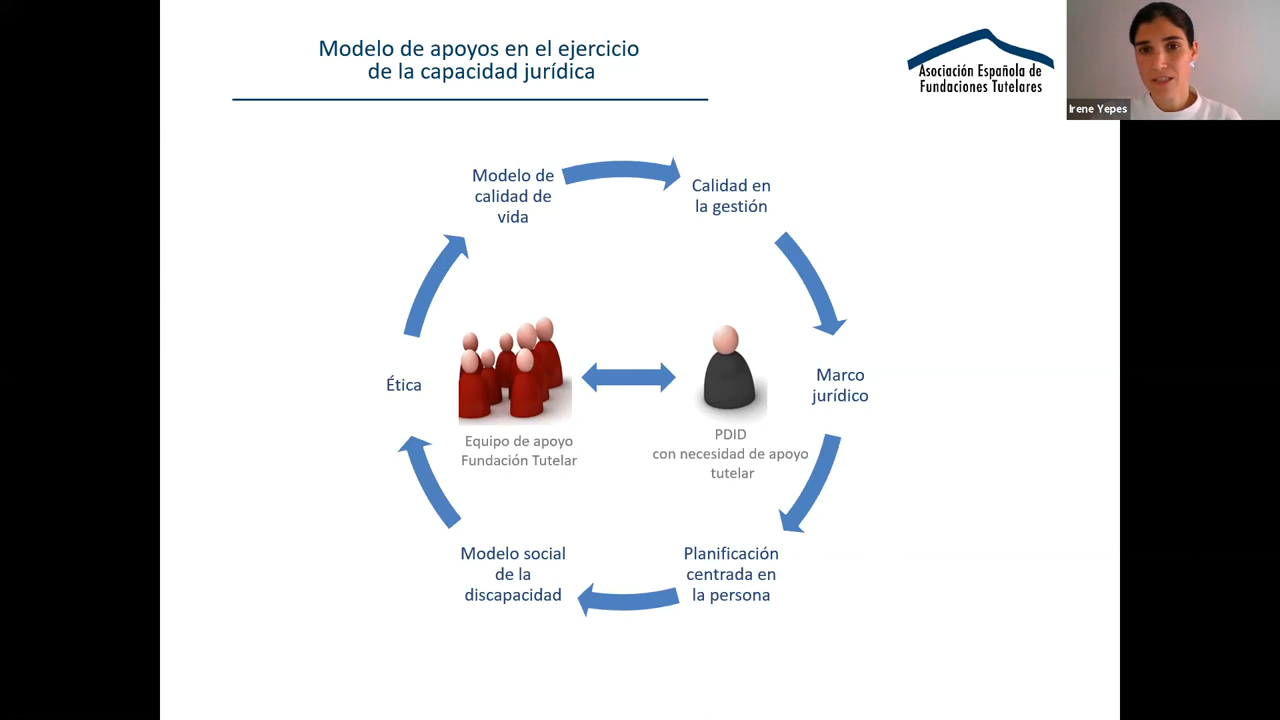 Modelo de apoyos en el ejercicio
de la capacidad jurídica
Asociación Española de
Fundaciones Tutelares
Irene Yepes
Modelo de
calidad de
vida
Calidad en
la gestión
Marco
jurídico
Planificación
centrada en
la persona
Modelo social
de la
discapacidad
Ética
Equipo de apoyo
Fundación Tutelar
PDID
con necesidad de apoyo
tutelar